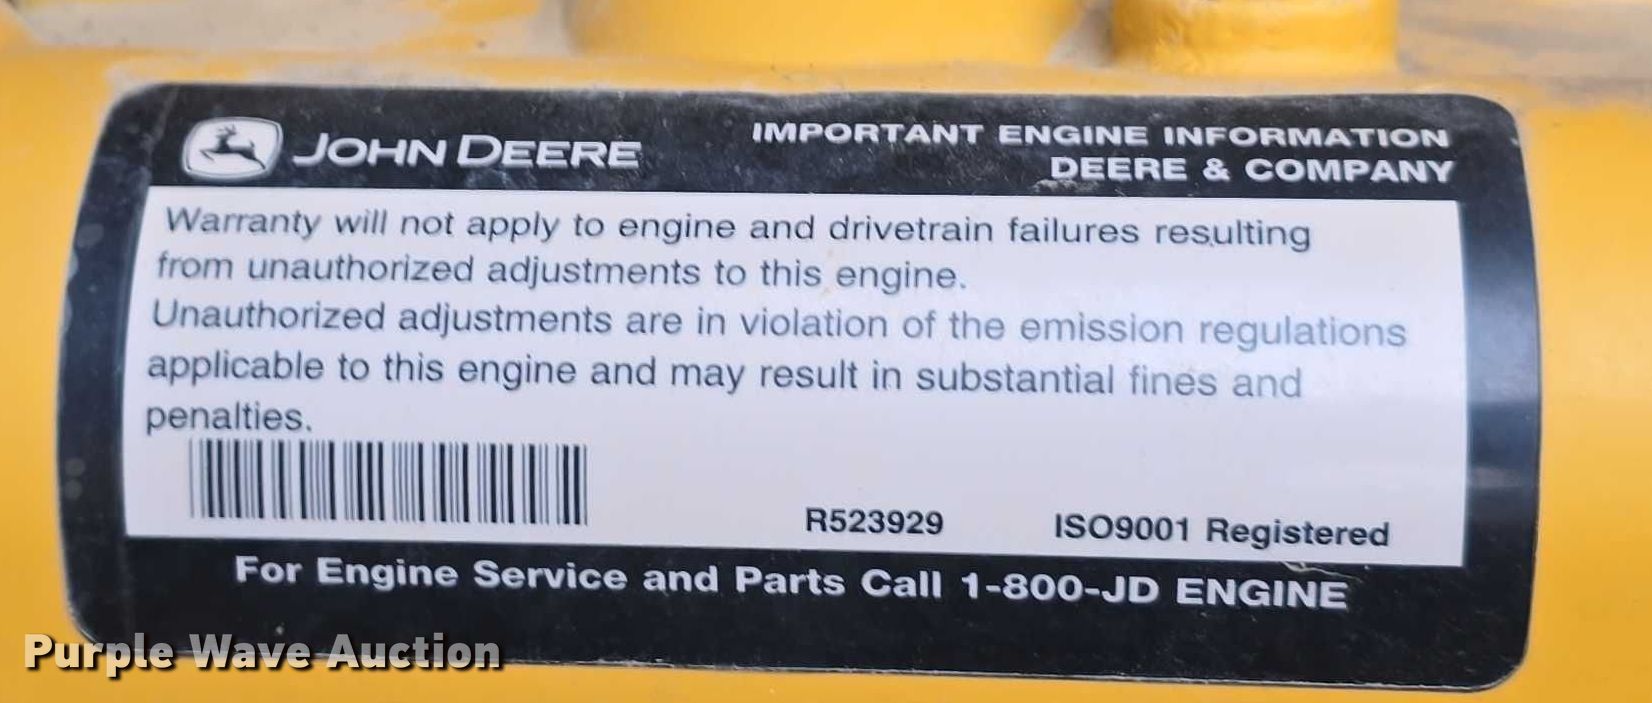 JOHN DEERE
IMPORTANT ENGINE INFORMATION
DEERE & COMPANY
Warranty will not apply to engine and drivetrain failures resulting
from unauthorized adjustments to this engine.
Unauthorized adjustments are in violation of the emission regulations
applicable to this engine and may result in substantial fines and
penalties.
R523929 ISO9001 Registered
For Engine Service and Parts Call 1-800-JD ENGINE
Purple Wave Auction